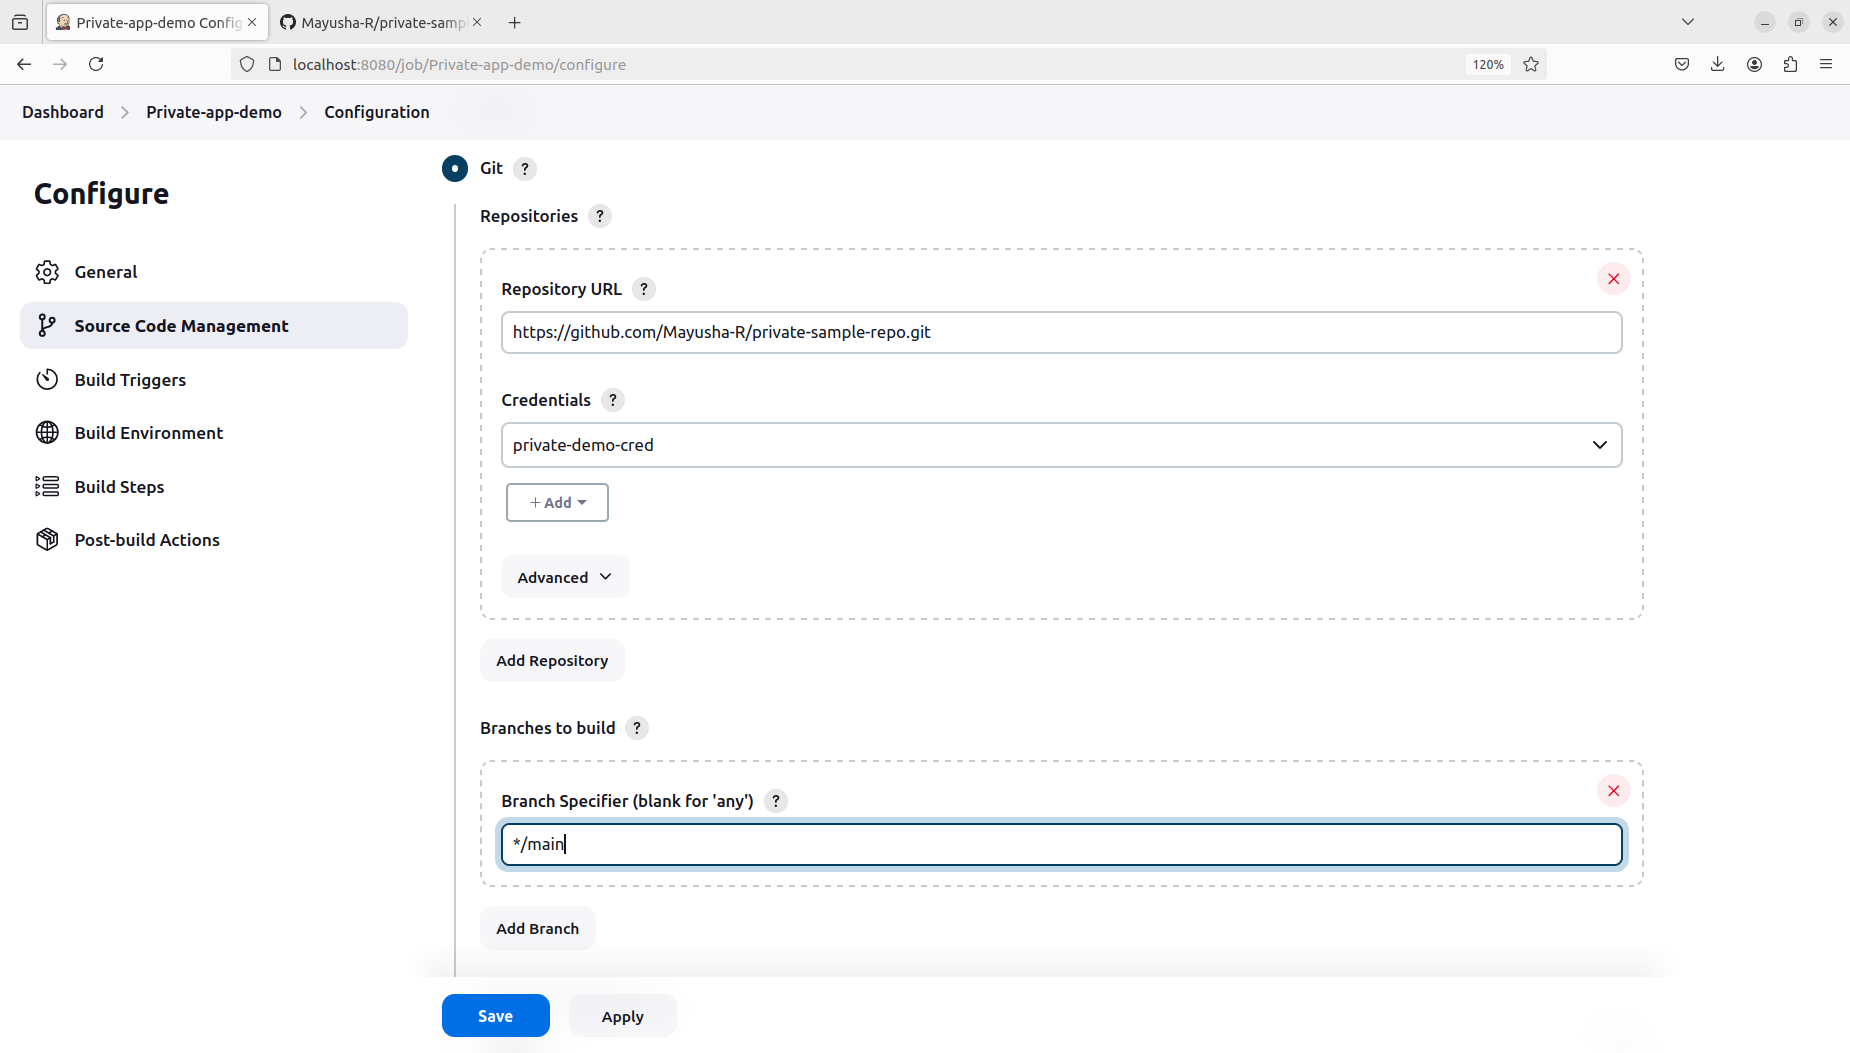 Private-app-demo Config
Mayusha-R/private-samp
localhost:8080/job/Private-app-demo/configure
120%
Dashboard
Private-app-demo
Configuration
Configure
General
Source Code Management
Build Triggers
Build Environment
Build Steps
Post-build Actions
Git ?
Repositories ?
Repository URL ?
https://github.com/Mayusha-R/private-sample-repo.git
Credentials ?
private-demo-cred
+ Add
Advanced
Add Repository
Branches to build ?
Branch Specifier (blank for 'any') ?
*/main
Add Branch
Save
Apply